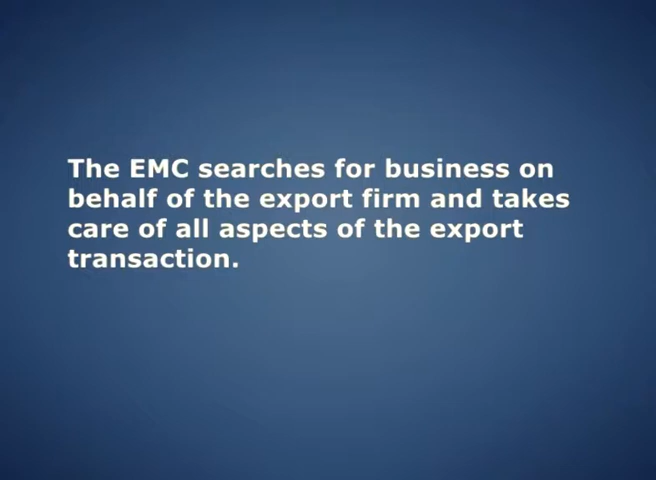 The EMC searches for business on
behalf of the export firm and takes
care of all aspects of the export
transaction.